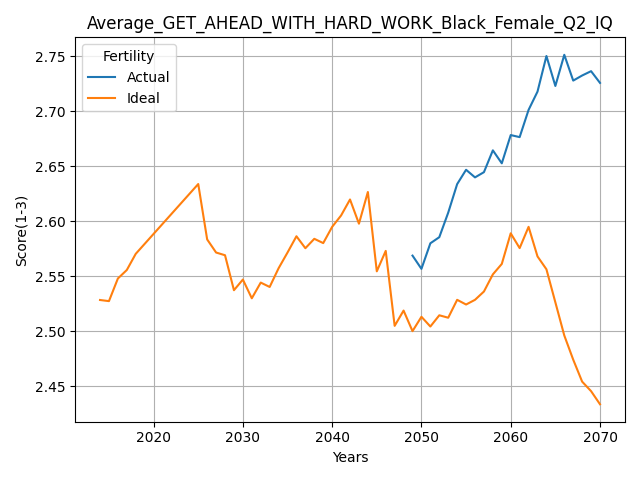 Average_GET_AHEAD_WITH_HARD_WORK_Black_Female_Q2_IQ
Fertility
Actual
Ideal
Score(1-3)
2.75
2.70
2.65
2.60
2.55
2.50
2.45
2020 2030 2040 2050 2060 2070
Years